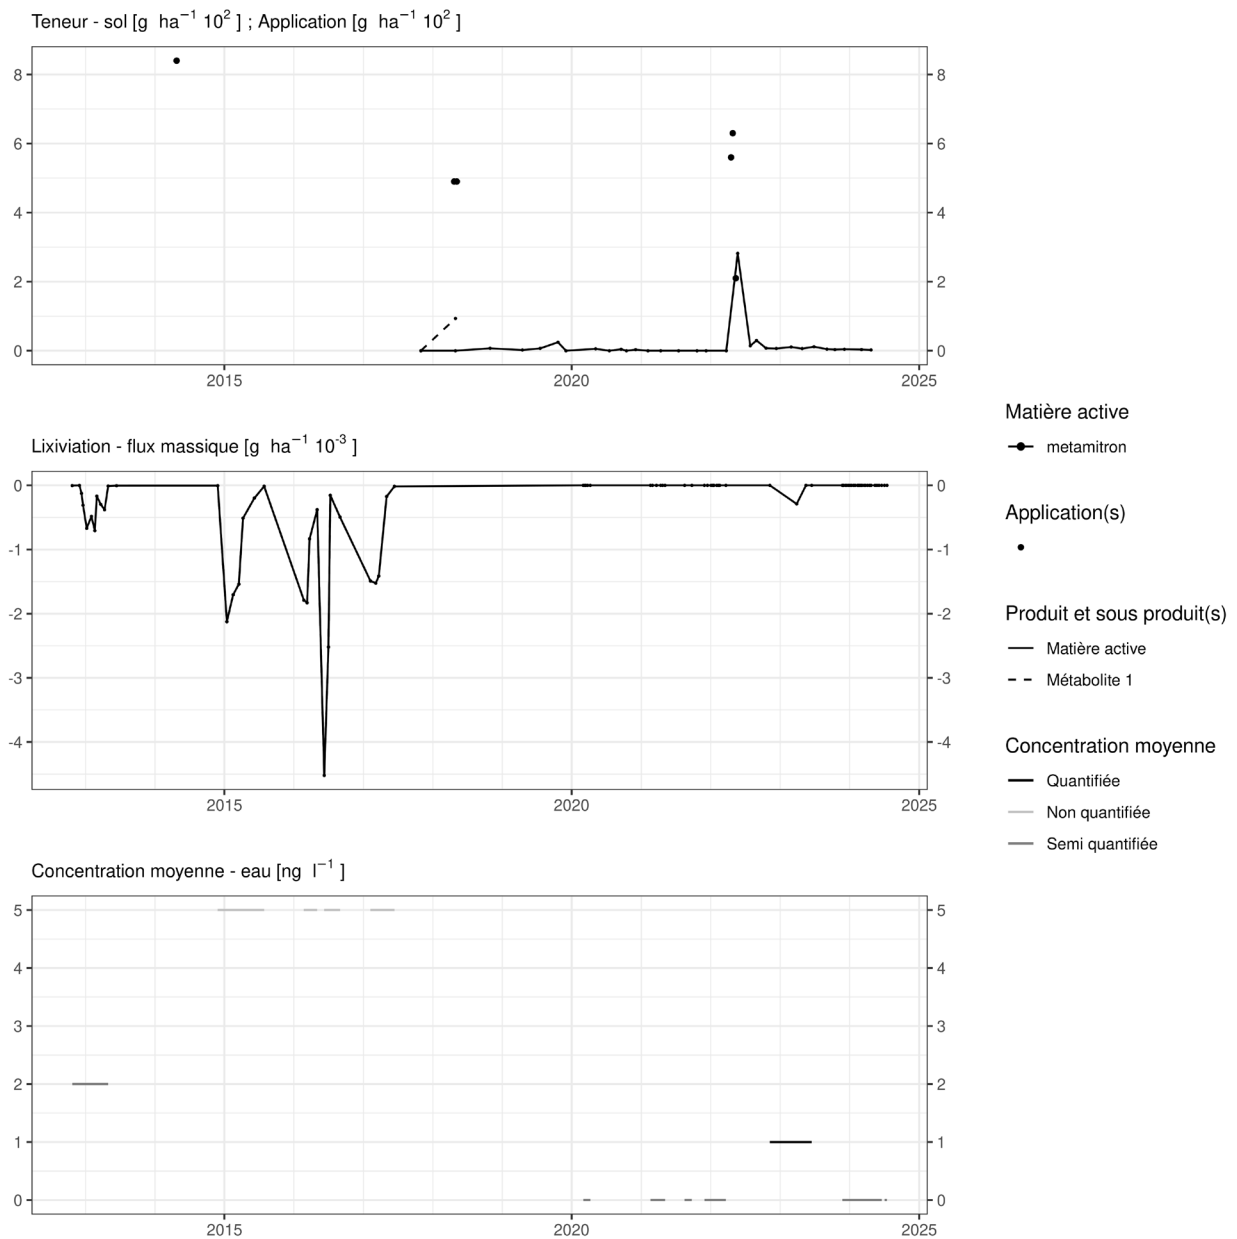 Teneur - sol [g ha−1 102 ] ; Application [g ha−1 102 ]
8 8
6 6
4 4
2 2
0 0
2015 2020 2025
Lixiviation - flux massique [g ha−1 10-3 ]
0 0
-1 -1
-2 -2
-3 -3
-4 -4
2015 2020 2025
Concentration moyenne - eau [ng l−1 ]
5 5
4 4
3 3
2 2
1 1
0 0
2015 2020 2025
Matière active
metamitron
Application(s)
Produit et sous produit(s)
Matière active
Métabolite 1
Concentration moyenne
Quantifiée
Non quantifiée
Semi quantifiée